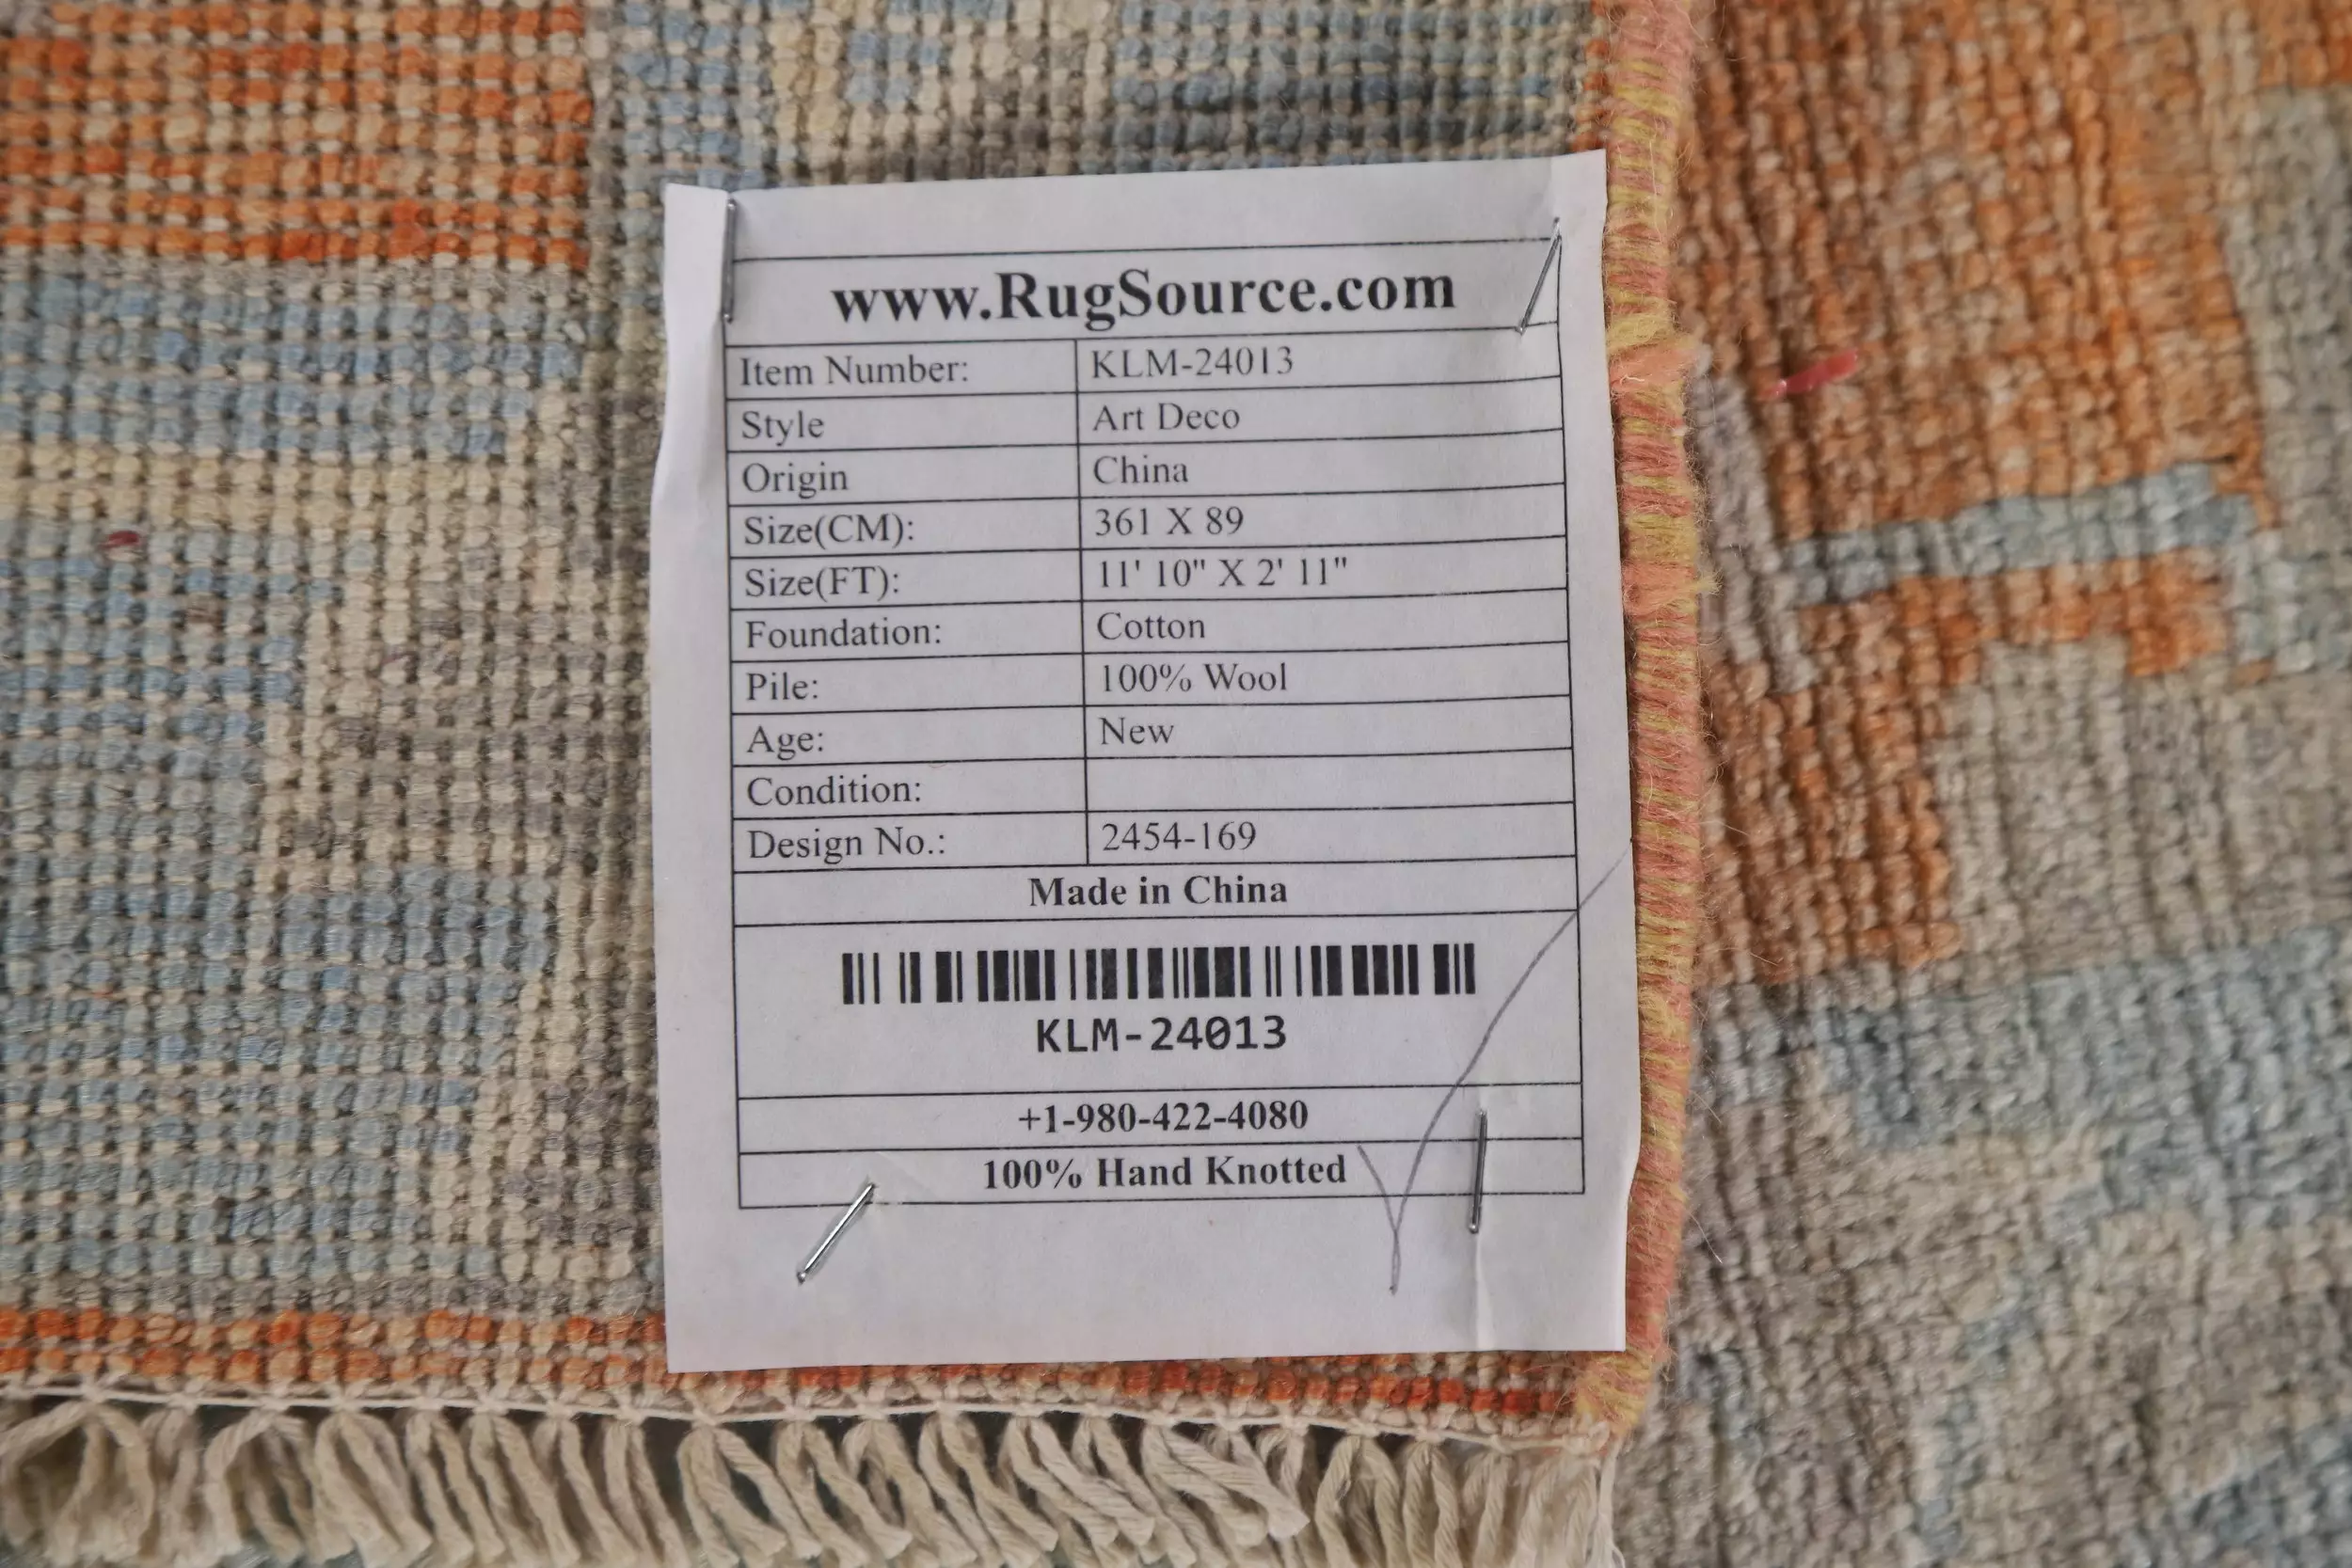 www.RugSource.com
Item Number: KLM-24013
Style Art Deco
Origin China
Size(CM): 361 X 89
Size(FT): 11' 10" X 2' 11"
Foundation: Cotton
Pile: 100% Wool
Age: New
Condition:
Design No.: 2454-169
Made in China
KLM-24013
+1-980-422-4080
100% Hand Knotted